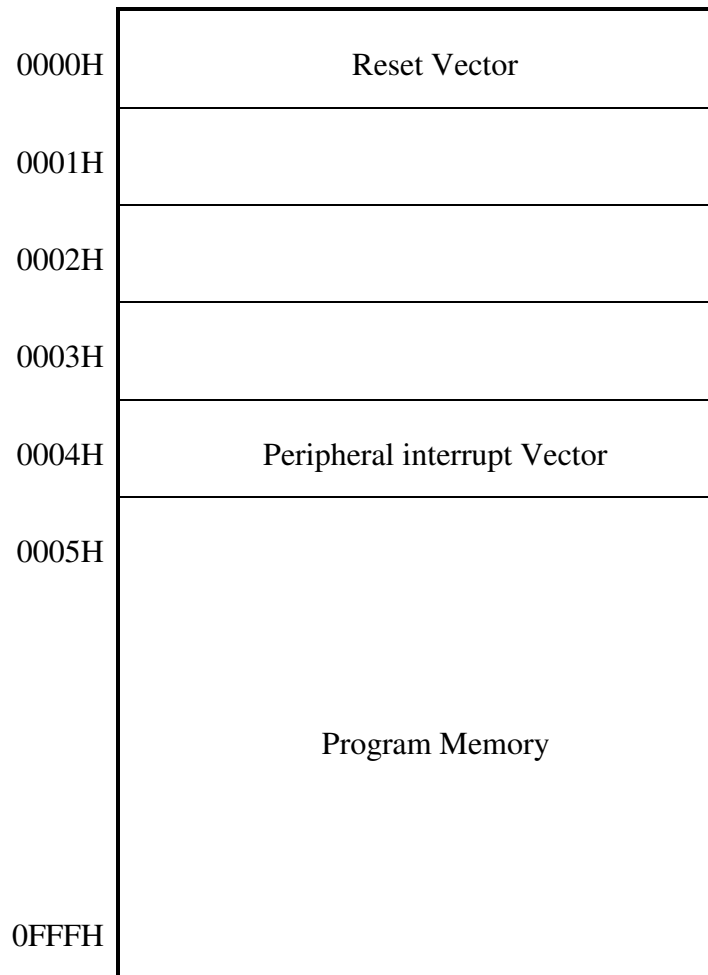 0000H Reset Vector
0001H
0002H
0003H
0004H Peripheral interrupt Vector
0005H
Program Memory
0FFFH